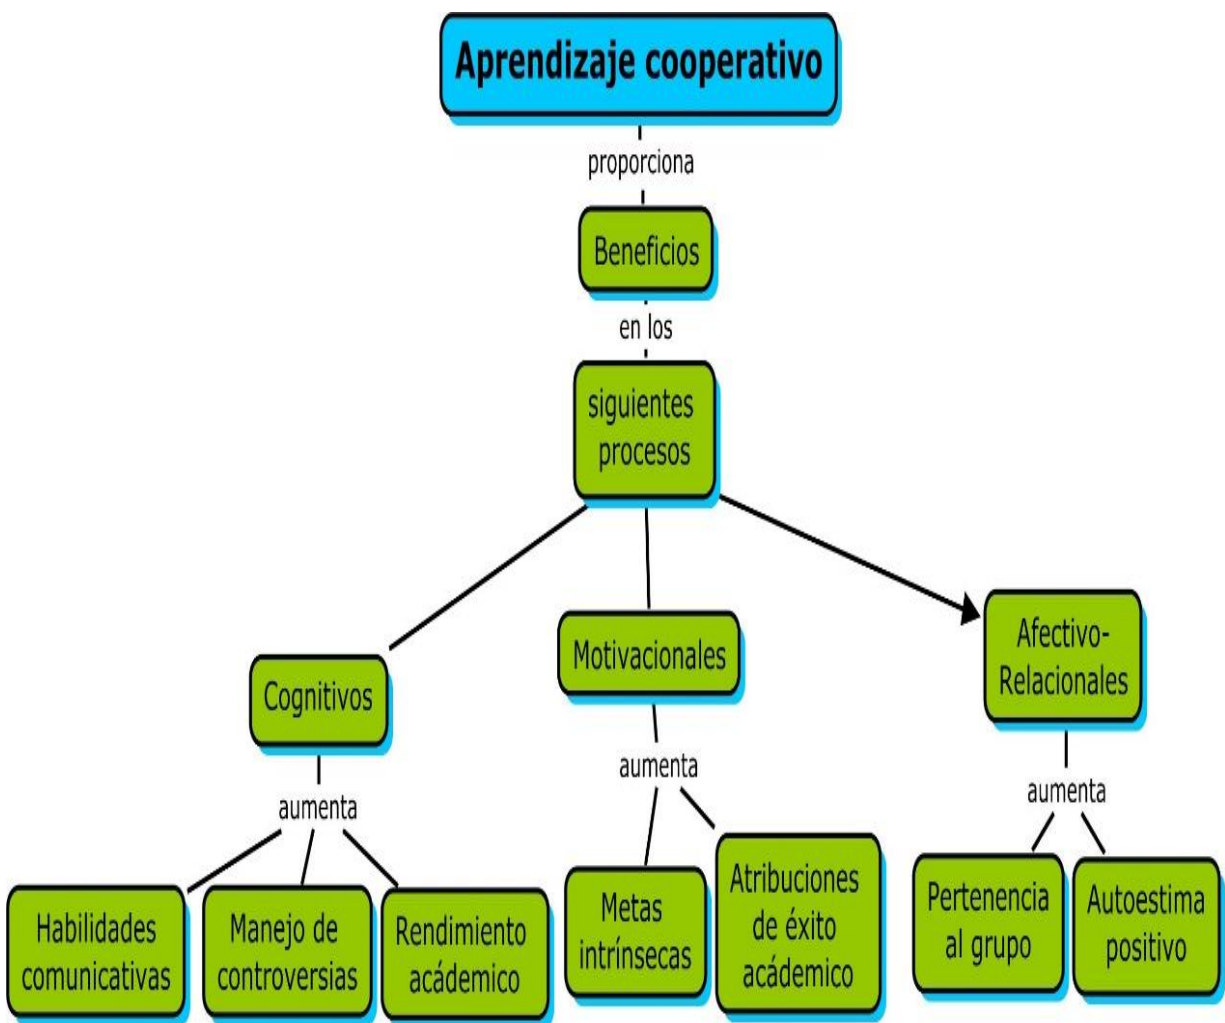 Aprendizaje cooperativo
proporciona
Beneficios
en los
siguientes
procesos
Cognitivos
aumenta
Habilidades
comunicativas
Manejo de
controversias
Rendimiento
acádemico
Motivacionales
aumenta
Metas
intrínsecas
Atribuciones
de éxito
acádemico
Afectivo-
Relacionales
aumenta
Pertenencia
al grupo
Autoestima
positivo